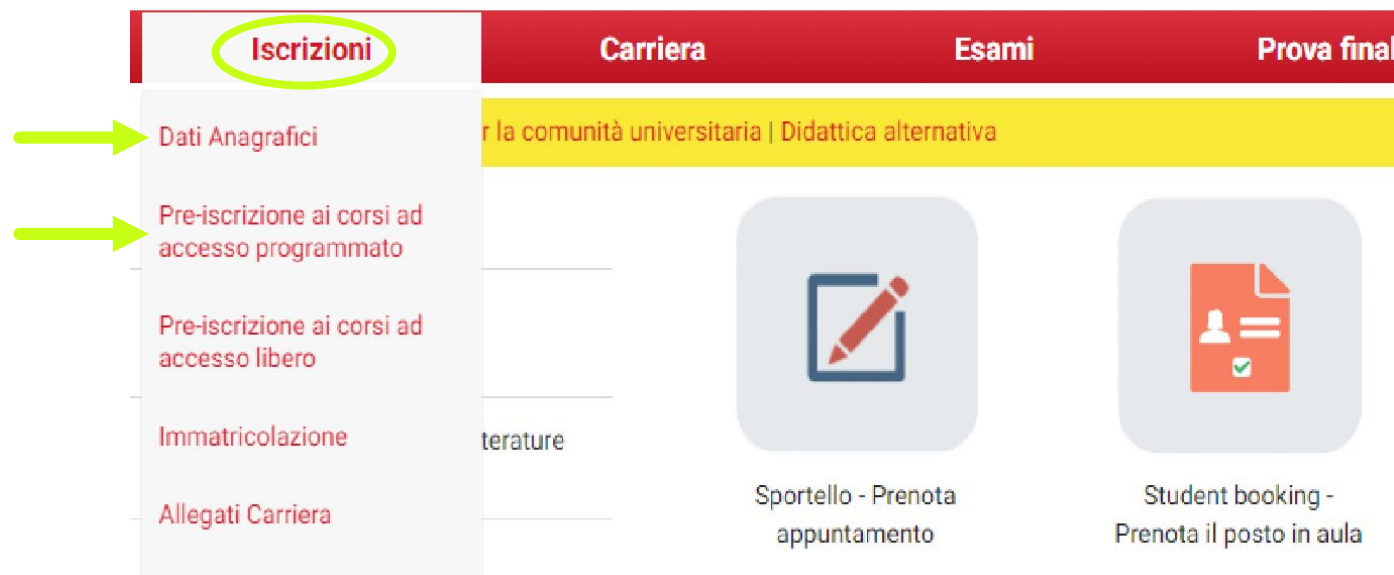 Iscrizioni
Carriera
Esami
Prova final
Dati Anagrafici
r la comunità universitaria | Didattica alternativa
Pre-iscrizione ai corsi ad
accesso programmato
Pre-iscrizione ai corsi ad
accesso libero
Immatricolazione
terature
Allegati Carriera
Sportello - Prenota
appuntamento
Student booking -
Prenota il posto in aula